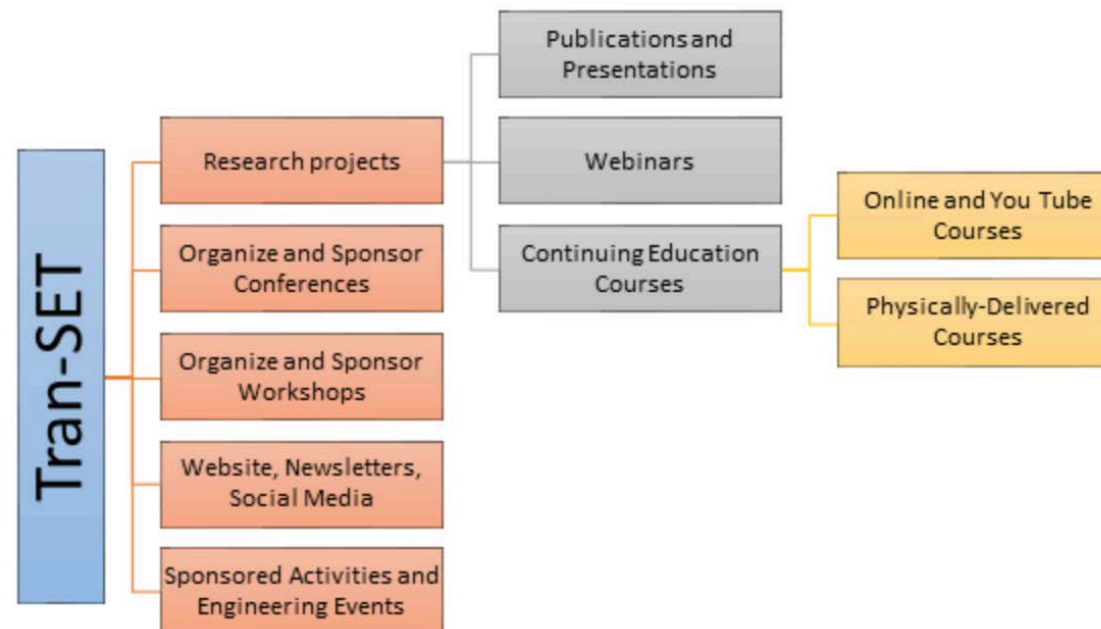 Tran-SET
Research projects
Organize and Sponsor
Conferences
Organize and Sponsor
Workshops
Website, Newsletters,
Social Media
Sponsored Activities and
Engineering Events
Publications and
Presentations
Webinars
Continuing Education
Courses
Online and You Tube
Courses
Physically-Delivered
Courses